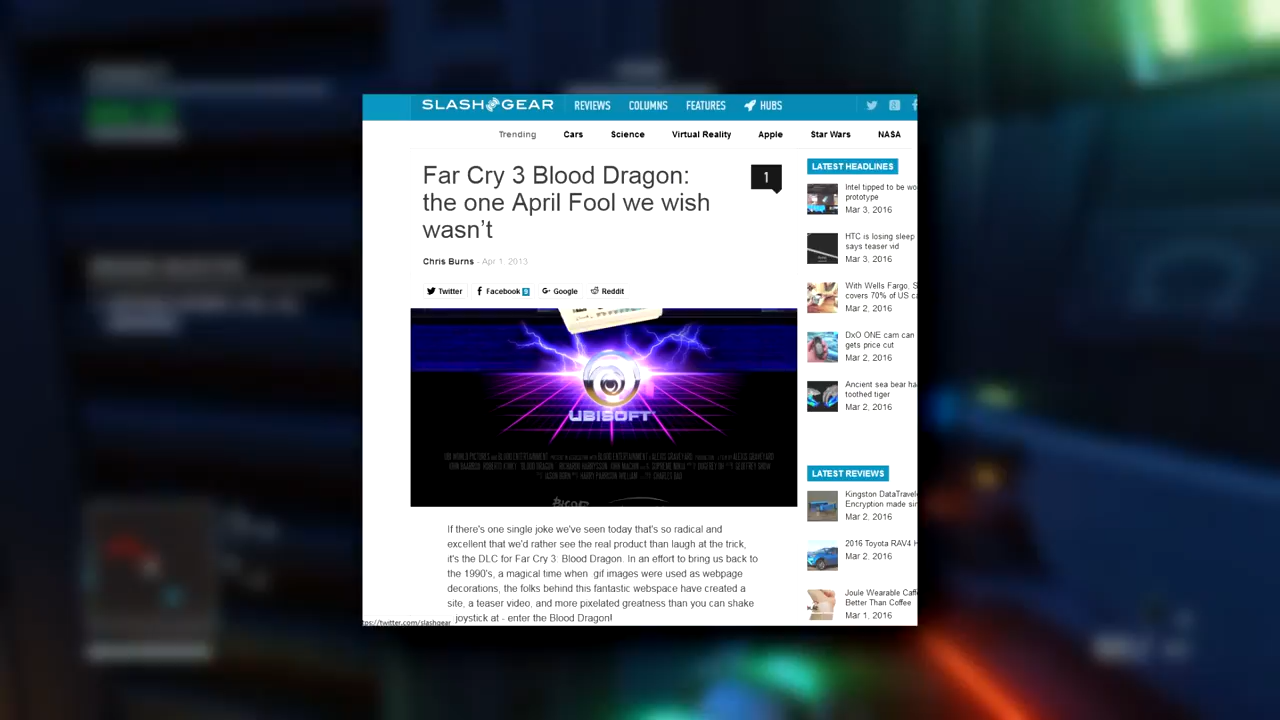 SLASHGEAR REVIEWS COLUMNS FEATURES HUBS
Trending Cars Science Virtual Reality Apple Star Wars NASA
Far Cry 3 Blood Dragon:
the one April Fool we wish
wasn't
1
Chris Burns - Apr 1, 2013
Twitter Facebook 9 Google Reddit
UBISOFT
If there's one single joke we've seen today that's so radical and
excellent that we'd rather see the real product than laugh at the trick,
it's the DLC for Far Cry 3: Blood Dragon. In an effort to bring us back to
the 1990's, a magical time when gif images were used as webpage
decorations, the folks behind this fantastic webspace have created a
site, a teaser video, and more pixelated greatness than you can shake
joystick at - enter the Blood Dragon!
tps://twitter.com/slashgear
LATEST HEADLINES
Intel tipped to be wo
prototype
Mar 3, 2016
HTC is losing sleep
says teaser vid
Mar 3, 2016
With Wells Fargo, S
covers 70% of US ca
Mar 2, 2016
DxO ONE cam can
gets price cut
Mar 2, 2016
Ancient sea bear ha
toothed tiger
Mar 2, 2016
LATEST REVIEWS
Kingston DataTravel
Encryption made si
Mar 2, 2016
2016 Toyota RAV4 H
Mar 2, 2016
Joule Wearable Caff
Better Than Coffee
Mar 1, 2016